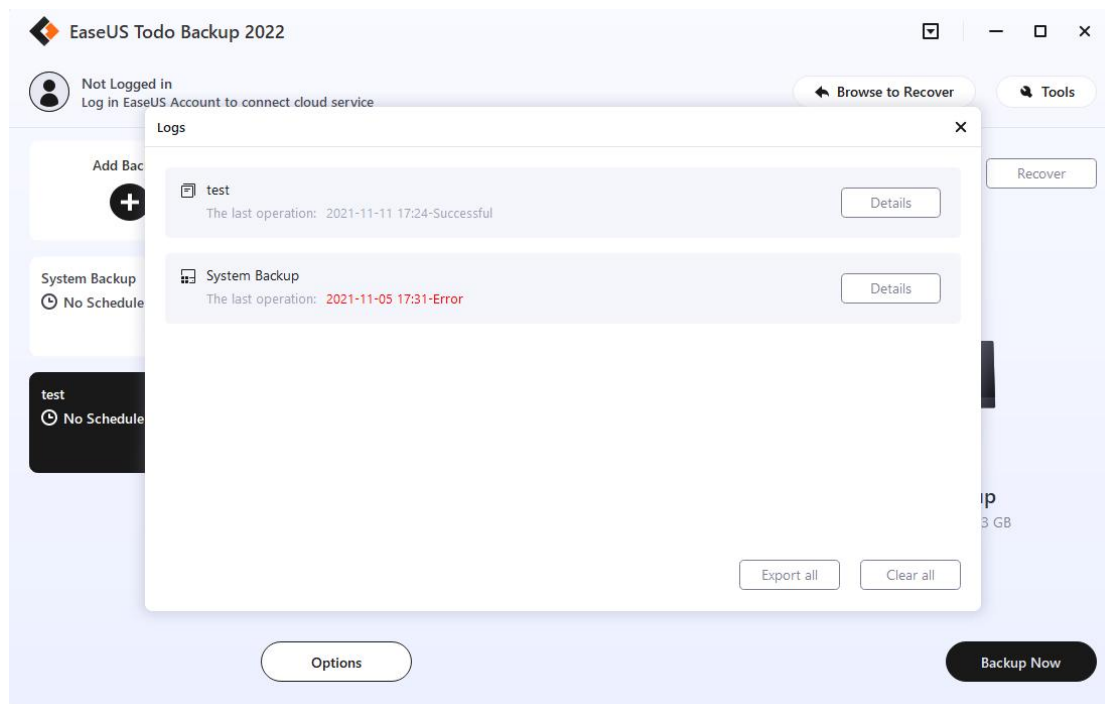 EaseUS Todo Backup 2022
Not Logged in
Log in EaseUS Account to connect cloud service
Browse to Recover
Tools
Logs
Add Bac
Recover
test
The last operation: 2021-11-11 17:24-Successful
Details
System Backup
No Schedule
System Backup
The last operation: 2021-11-05 17:31-Error
Details
test
No Schedule
up
3 GB
Export all
Clear all
Options
Backup Now